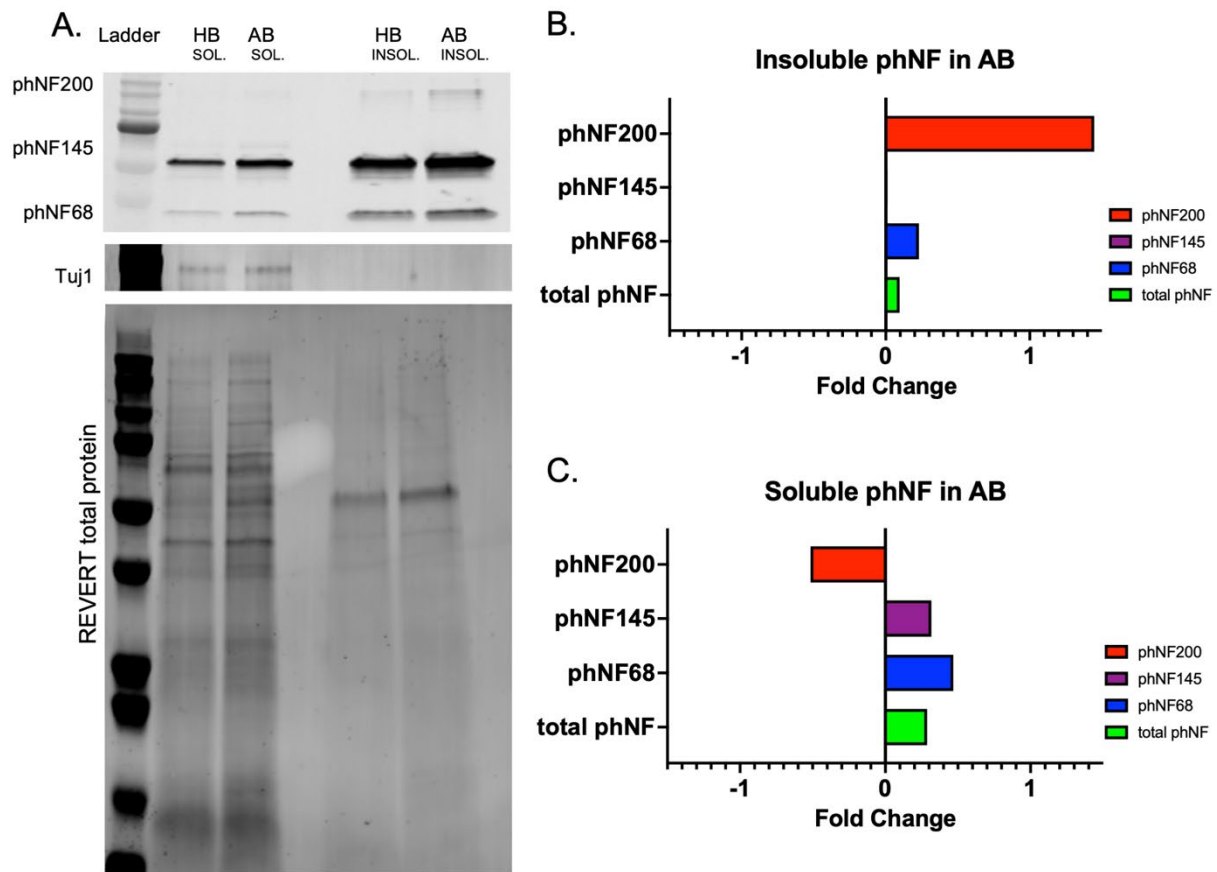 A.
Ladder
HB
SOL.
AB
SOL.
HB
INSOL.
AB
INSOL.
phNF200
phNF145
phNF68
Tuj1
REVERT total protein
B.
Insoluble phNF in AB
phNF200
phNF145
phNF68
total phNF
-1
0
1
Fold Change
phNF200
phNF145
phNF68
total phNF
C.
Soluble phNF in AB
phNF200
phNF145
phNF68
total phNF
-1
0
1
Fold Change
phNF200
phNF145
phNF68
total phNF